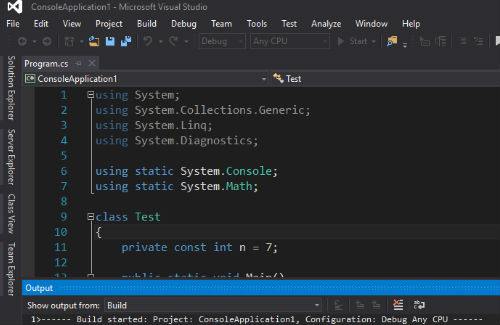 ConsoleApplication1 - Microsoft Visual Studio
File Edit View Project Build Debug Team Tools Test Analyze Window Help
Debug Any CPU Start
Solution Explorer
Server Explorer
Class View
Team Explorer
Program.cs
ConsoleApplication1 Test
1 using System;
2 using System.Collections.Generic;
3 using System.Linq;
4 using System.Diagnostics;
5
6 using static System.Console;
7 using static System.Math;
8
9 class Test
10 {
11 private const int n = 7;
12
public static void Main()
Output
Show output from: Build
1>------ Build started: Project: ConsoleApplication1, Configuration: Debug Any CPU ------